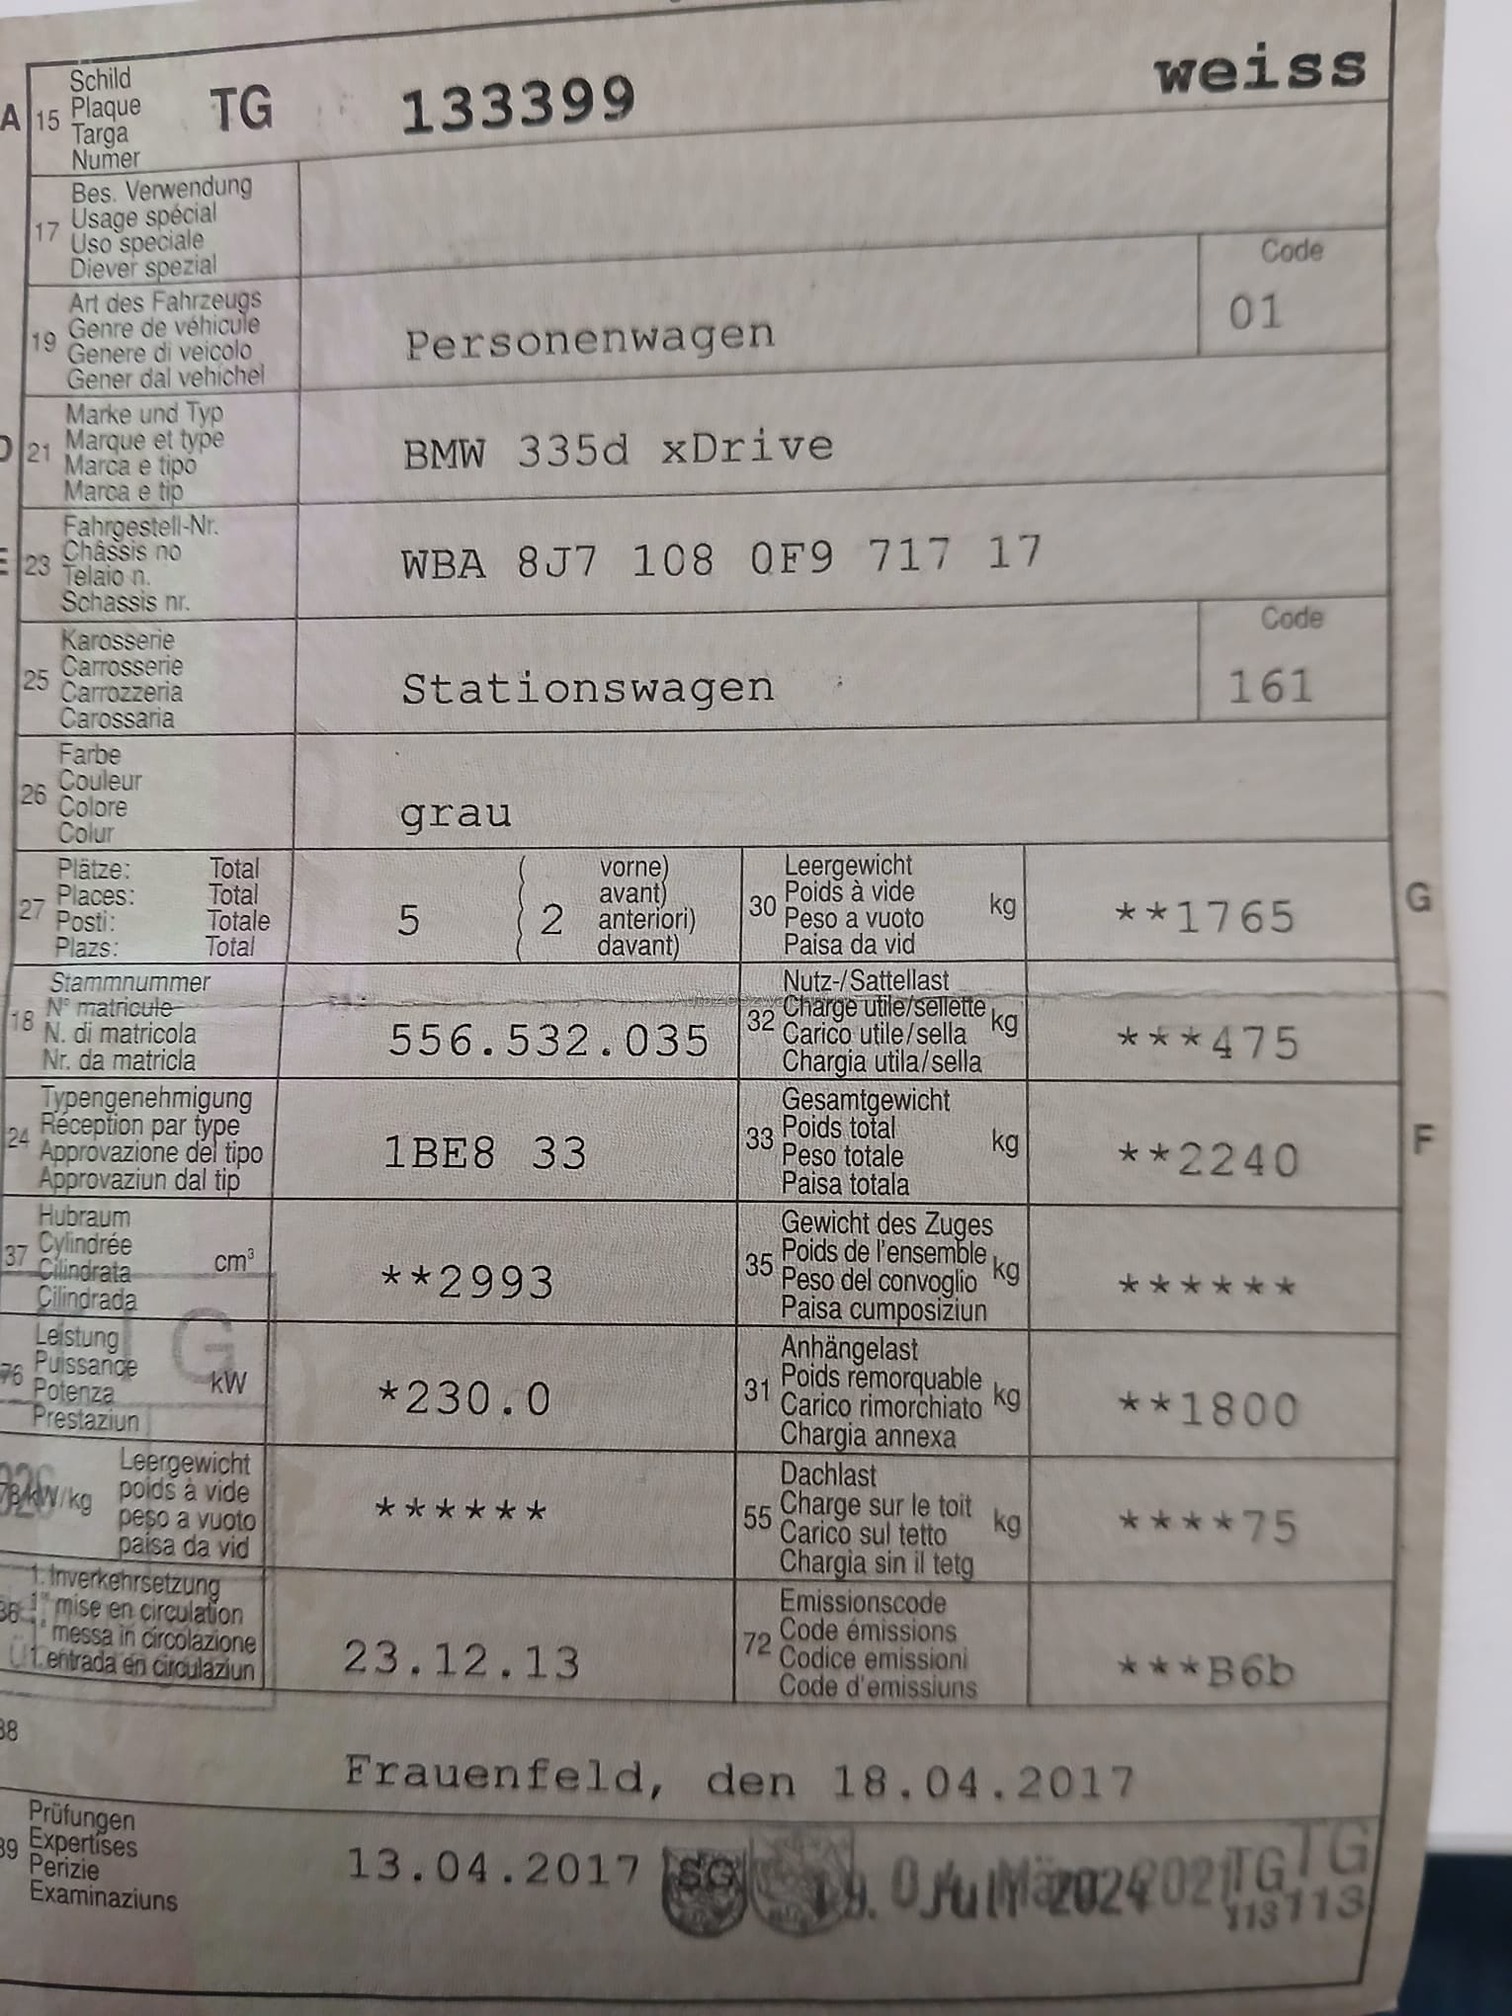 A 15 Schild Plaque Targa Numer TG 133399 weiss
17 Bes. Verwendung
Usage spécial
Uso speciale
Diever spezial
Code
19 Art des Fahrzeugs
Genre de véhicule
Genere di veicolo
Gener dal vehichel
Personenwagen 01
21 Marke und Typ
Marque et type
Marca e tipo
Marca e tip
BMW 335d xDrive
23 Fahrgestell-Nr.
Châssis no
Telaio n.
Schassis nr.
WBA 8J7 108 0F9 717 17
Code
25 Karosserie
Carrosserie
Carrozzeria
Carossaria
Stationswagen 161
26 Farbe
Couleur
Colore
Colur
grau
27 Plätze: Total
Places: Total
Posti: Totale
Plazs: Total
5 ( 2 vorne)
avant)
anteriori)
davant)
30 Leergewicht
Poids à vide
Peso a vuoto
Paisa da vid
kg **1765 G
18 Stammnummer
N° matricule
N. di matricola
Nr. da matricla
556.532.035
32 Nutz-/Sattellast
Charge utile/sellette
Carico utile/sella
Chargia utila/sella
kg ***475
24 Typengenehmigung
Réception par type
Approvazione del tipo
Approvaziun dal tip
1BE8 33
33 Gesamtgewicht
Poids total
Peso totale
Paisa totala
kg **2240 F
37 Hubraum
Cylindrée
Cilindrata
Cilindrada
cm³ **2993
35 Gewicht des Zuges
Poids de l'ensemble
Peso del convoglio
Paisa cumposiziun
kg ******
76 Leistung
Puissance
Potenza
Prestaziun
kW *230.0
31 Anhängelast
Poids remorquable
Carico rimorchiato
Chargia annexa
kg **1800
kW/kg Leergewicht
poids à vide
peso a vuoto
paisa da vid
******
55 Dachlast
Charge sur le toit
Carico sul tetto
Chargia sin il tetg
kg ****75
36 1. Inverkehrsetzung
mise en circulation
messa in circolazione
1. entrada en circulaziun
23.12.13
72 Emissionscode
Code émissions
Codice emissioni
Code d'emissiuns
***B6b
38
Frauenfeld, den 18.04.2017
39 Prüfungen
Expertises
Perizie
Examinaziuns
13.04.2017 SG Juli 2024 TG TG
113 113